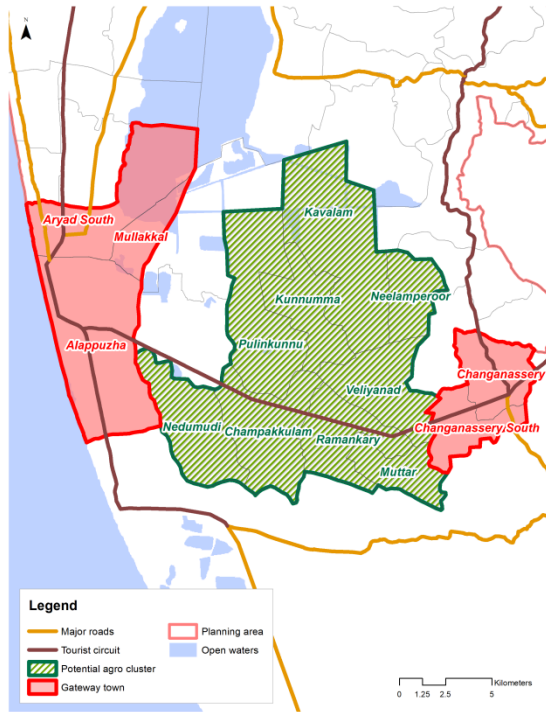 N
Kavalam
Aryad South
Mullakkal
Kunnumma
Neelamperoor
Alappuzha
Pulinkunnu
Changanassery
Veliyanad
Nedumudi
Champakkulam
Ramankary
Changanassery South
Muttar
Legend
Major roads
Planning area
Tourist circuit
Open waters
Potential agro cluster
Gateway town
Kilometers
0 1.25 2.5 5